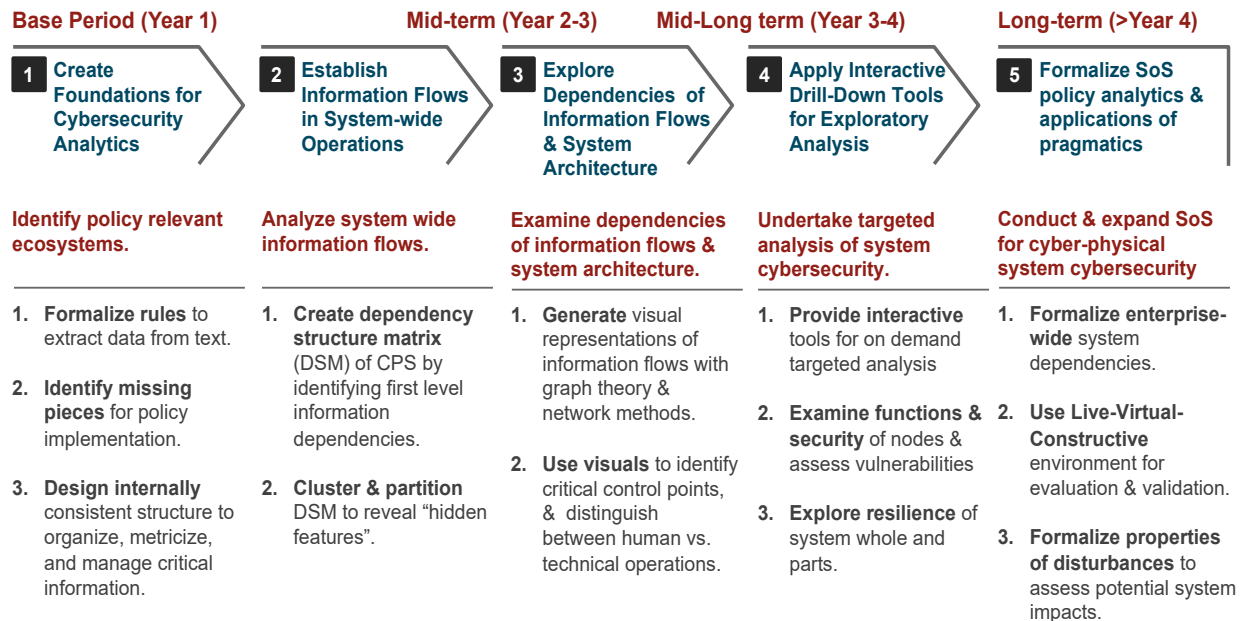 Base Period (Year 1)
Mid-term (Year 2-3)
Mid-Long term (Year 3-4)
Long-term (>Year 4)
1 Create
Foundations for
Cybersecurity
Analytics
2 Establish
Information Flows
in System-wide
Operations
3 Explore
Dependencies of
Information Flows
& System
Architecture
4 Apply Interactive
Drill-Down Tools
for Exploratory
Analysis
5 Formalize SoS
policy analytics &
applications of
pragmatics
Identify policy relevant
ecosystems.
1. Formalize rules to
extract data from text.
2. Identify missing
pieces for policy
implementation.
3. Design internally
consistent structure to
organize, metricize,
and manage critical
information.
Analyze system wide
information flows.
1. Create dependency
structure matrix
(DSM) of CPS by
identifying first level
information
dependencies.
2. Cluster & partition
DSM to reveal “hidden
features”.
Examine dependencies
of information flows &
system architecture.
1. Generate visual
representations of
information flows with
graph theory &
network methods.
2. Use visuals to identify
critical control points,
& distinguish
between human vs.
technical operations.
Undertake targeted
analysis of system
cybersecurity.
1. Provide interactive
tools for on demand
targeted analysis
2. Examine functions &
security of nodes &
assess vulnerabilities
3. Explore resilience of
system whole and
parts.
Conduct & expand SoS
for cyber-physical
system cybersecurity
1. Formalize enterprise-
wide system
dependencies.
2. Use Live-Virtual-
Constructive
environment for
evaluation & validation.
3. Formalize properties
of disturbances to
assess potential system
impacts.